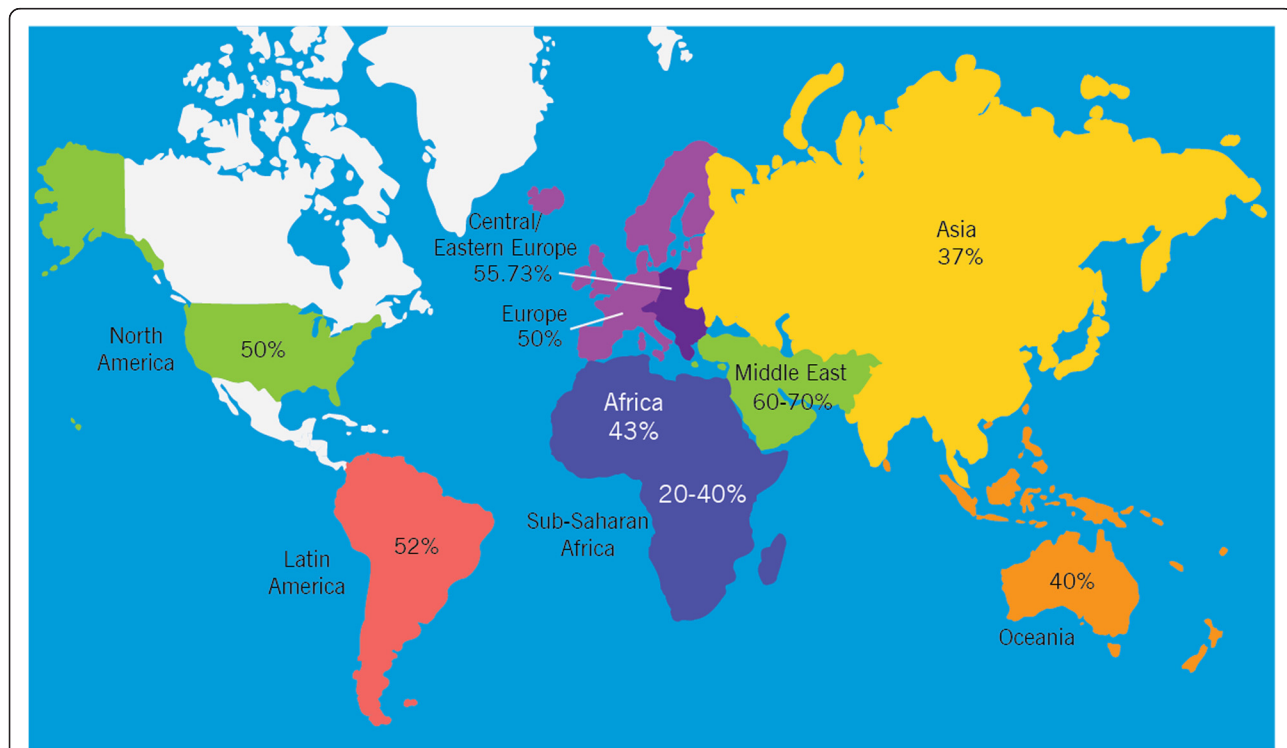 Central/
Eastern Europe
55.73%
Europe
50%
Asia
37%
North
America
50%
Middle East
60-70%
Africa
43%
20-40%
Sub-Saharan
Africa
Latin
America
52%
40%
Oceania